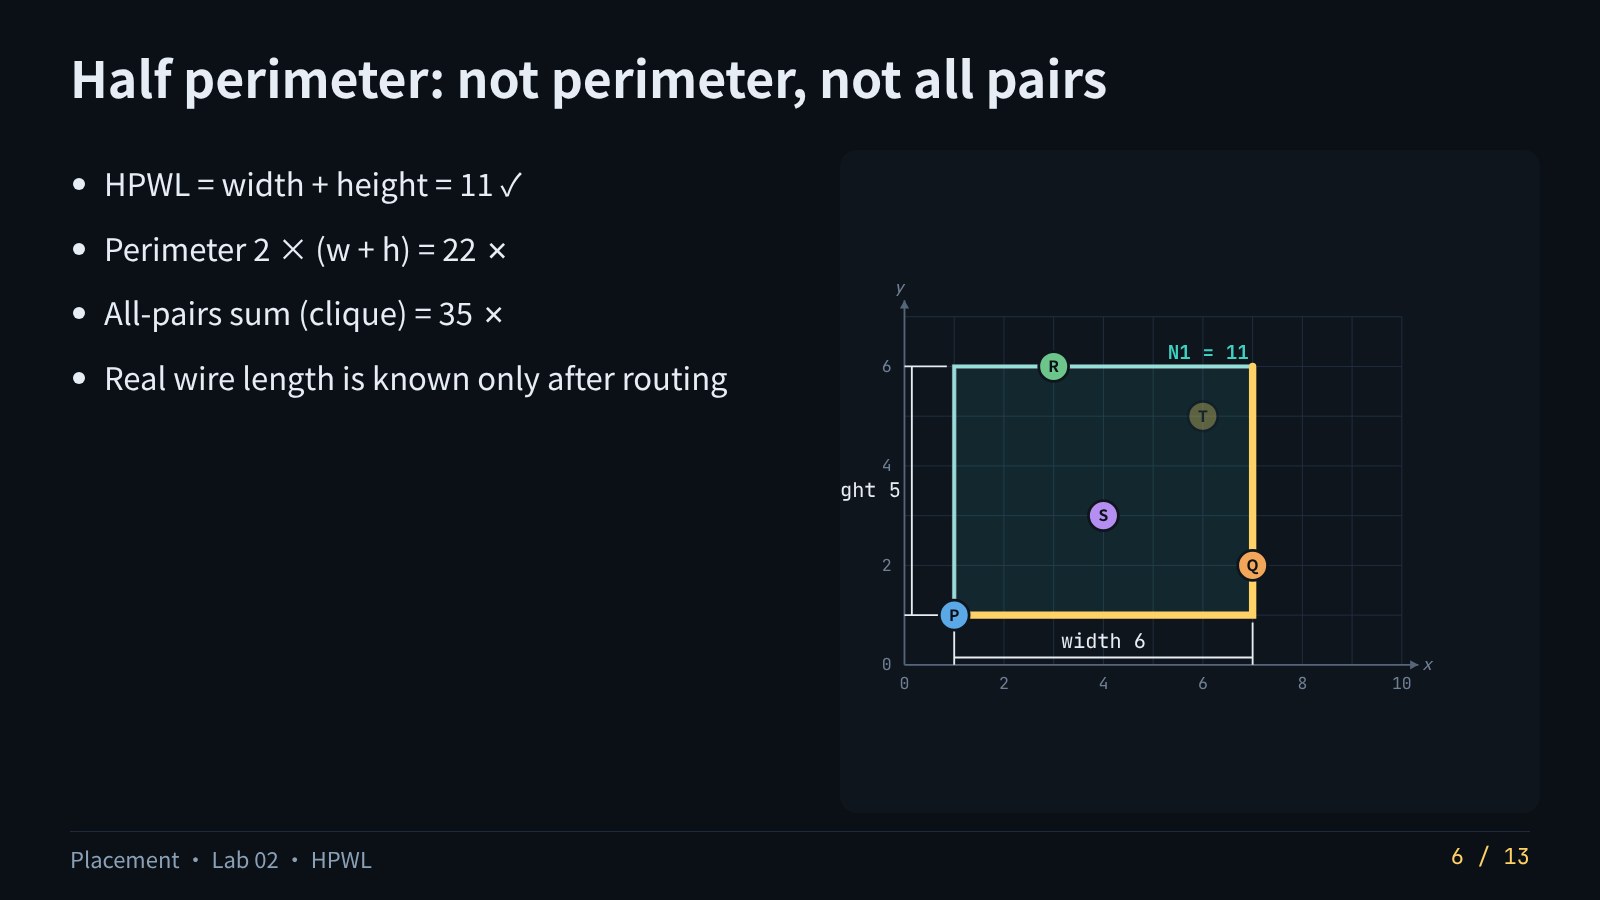 Half perimeter: not perimeter, not all pairs
• HPWL = width + height = 11 ✓
• Perimeter 2 × (w + h) = 22 ×
• All-pairs sum (clique) = 35 ×
• Real wire length is known only after routing
y
N1 = 11
6
R
T
4
ght 5
S
2
Q
P
width 6
0
x
0 2 4 6 8 10
Placement • Lab 02 • HPWL
6 / 13